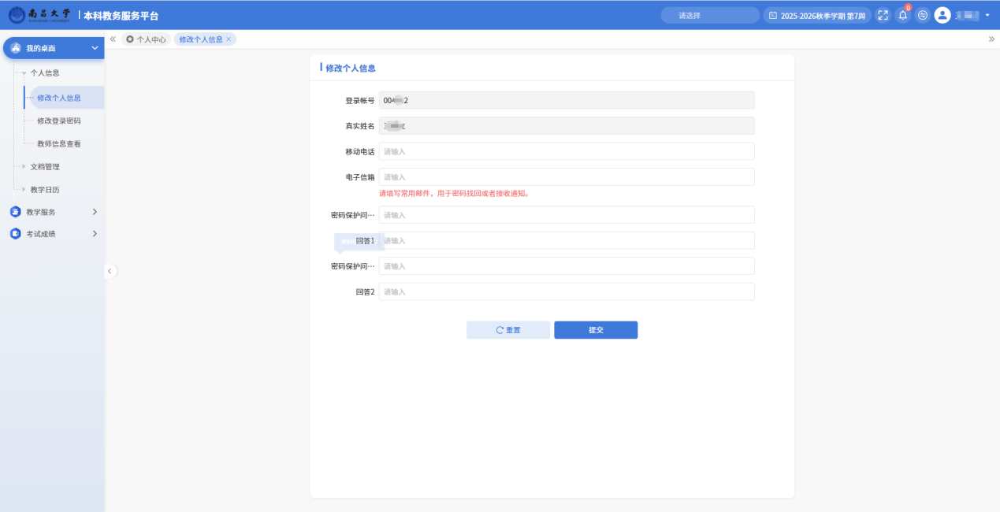 南昌大学 本科教务服务平台
请选择
2025-2026秋季学期 第7周
0
我的桌面
个人中心
修改个人信息 ×
个人信息
修改个人信息
修改登录密码
教师信息查看
文档管理
教学日历
教学服务
考试成绩
修改个人信息
登录帐号
真实姓名
移动电话 请输入
电子信箱 请输入
请填写常用邮件，用于密码找回或者接收通知。
密码保护问… 请输入
回答1 请输入
密码保护问… 请输入
回答2 请输入
重置 提交